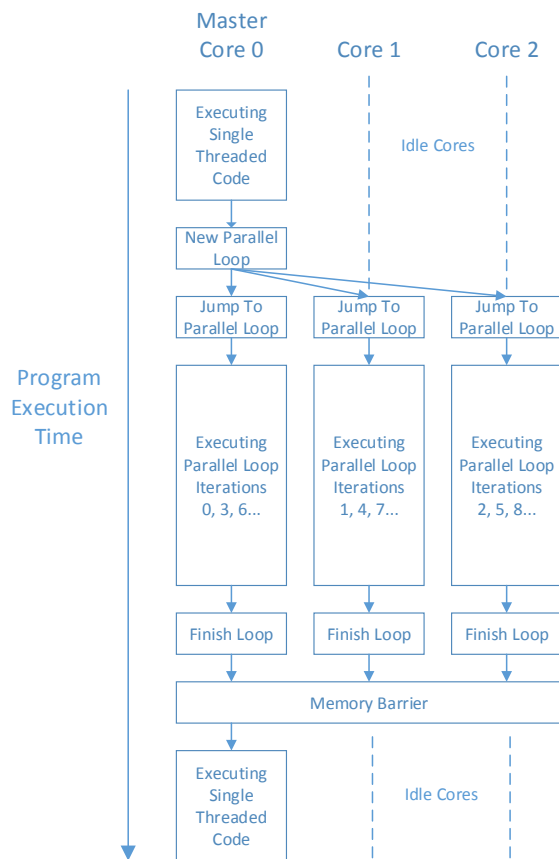 Master
Core 0
Core 1
Core 2
Executing
Single
Threaded
Code
Idle Cores
New Parallel
Loop
Jump To
Parallel Loop
Jump To
Parallel Loop
Jump To
Parallel Loop
Program
Execution
Time
Executing
Parallel Loop
Iterations
0, 3, 6...
Executing
Parallel Loop
Iterations
1, 4, 7...
Executing
Parallel Loop
Iterations
2, 5, 8...
Finish Loop
Finish Loop
Finish Loop
Memory Barrier
Executing
Single
Threaded
Code
Idle Cores